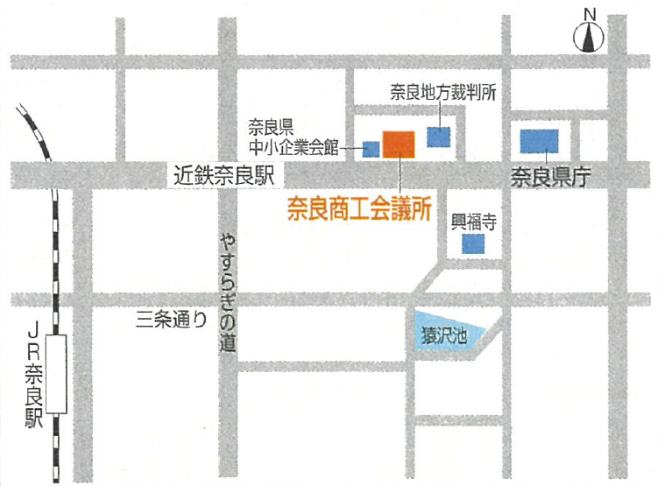 N
奈良地方裁判所
奈良県
中小企業会館
近鉄奈良駅
奈良県庁
奈良商工会議所
興福寺
やすらぎの道
三条通り
猿沢池
JR奈良駅